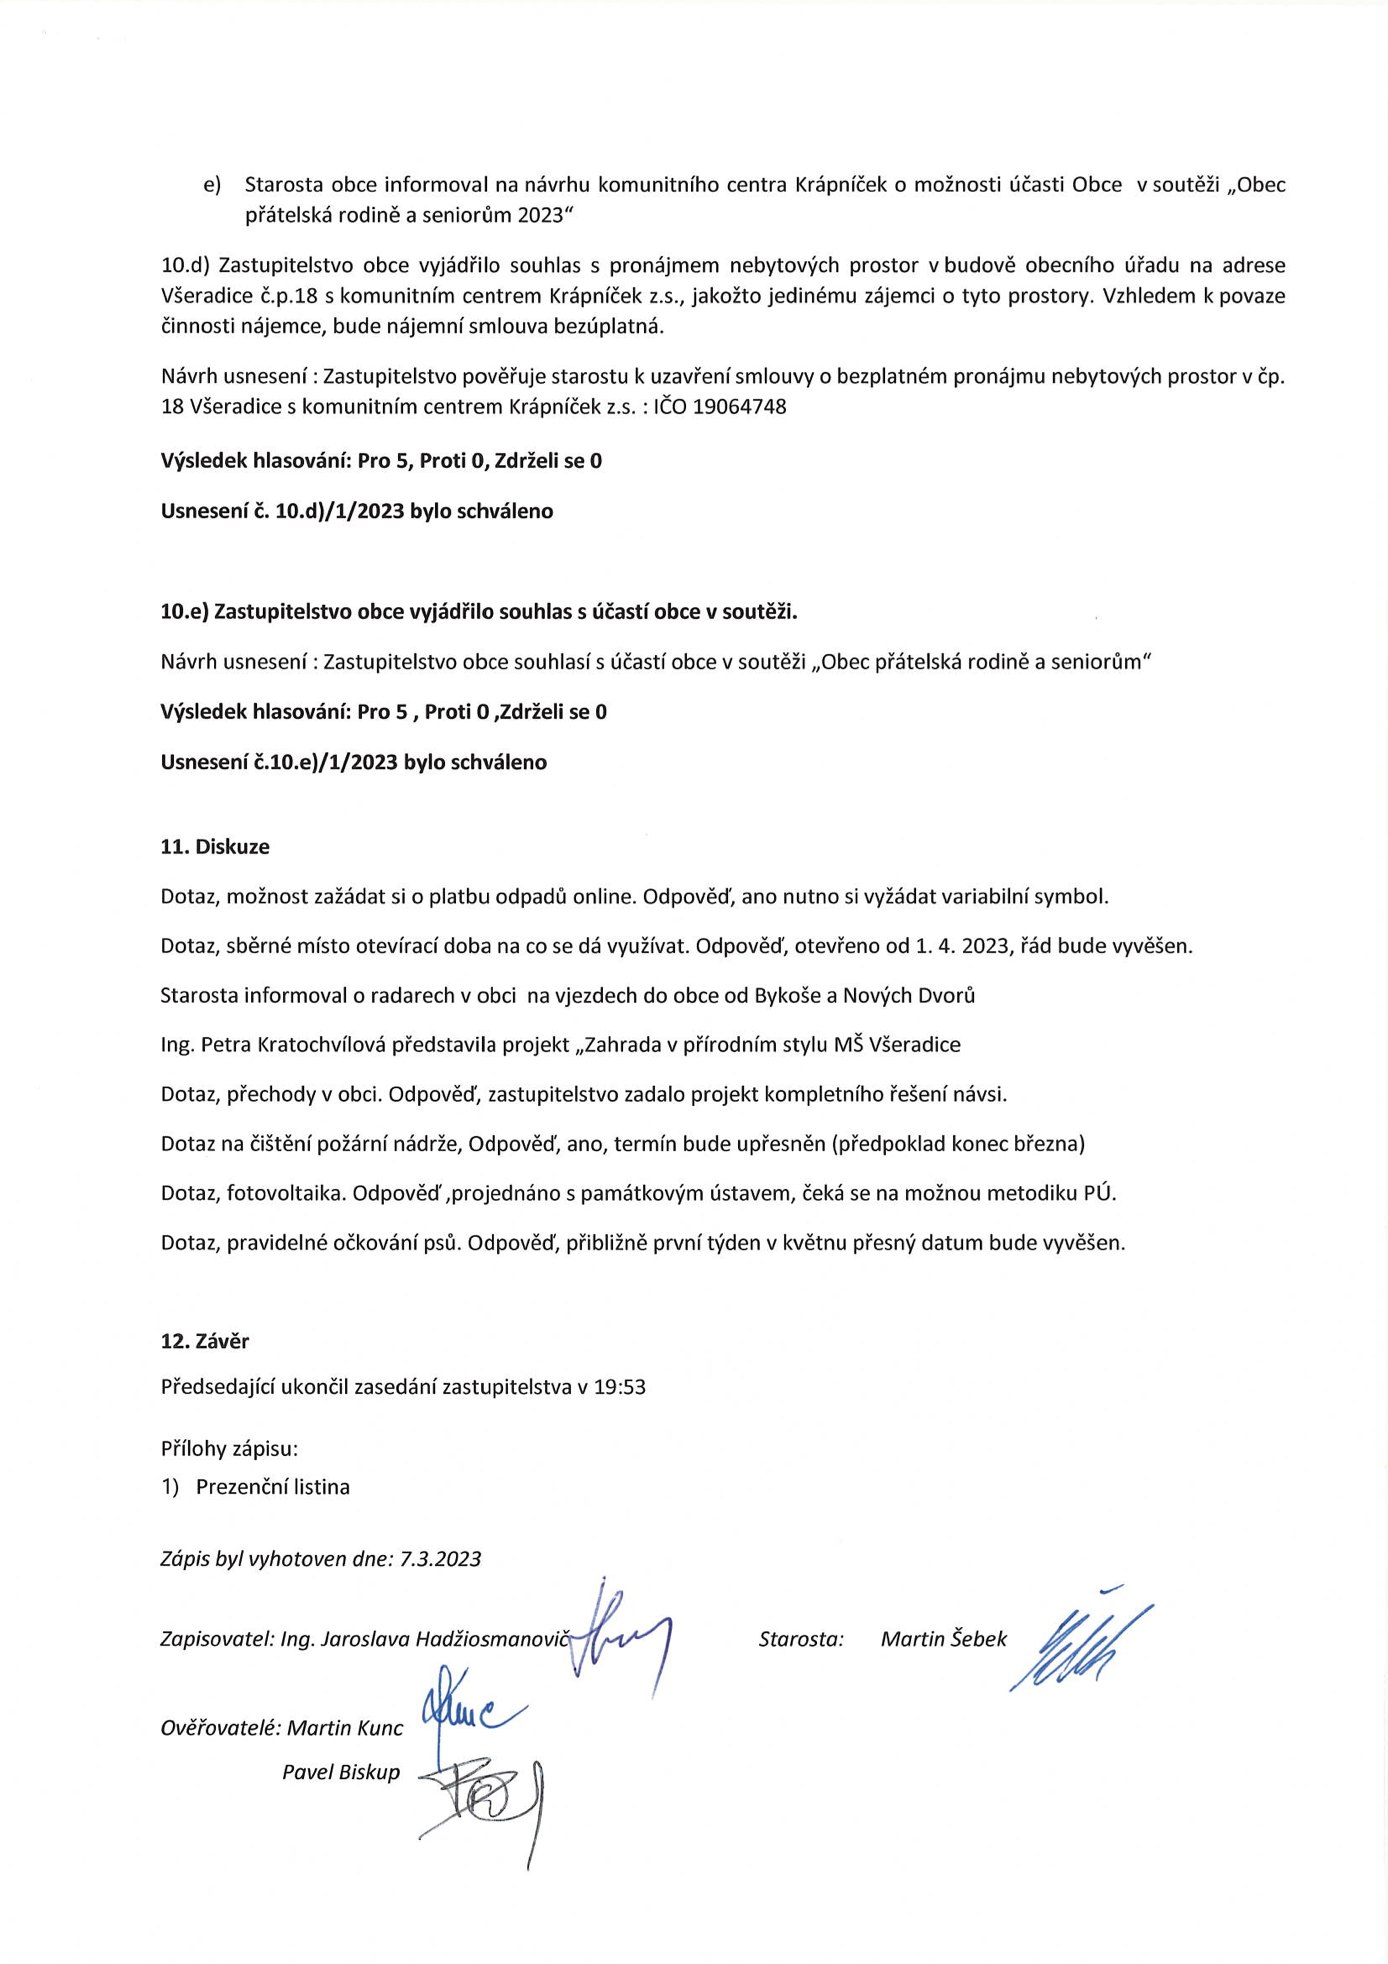 e) Starosta obce informoval na návrhu komunitního centra Krápníček o možnosti účasti Obce v soutěži „Obec
přátelská rodině a seniorům 2023“
10.d) Zastupitelstvo obce vyjádřilo souhlas s pronájmem nebytových prostor v budově obecního úřadu na adrese
Všeradice č.p.18 s komunitním centrem Krápníček z.s., jakožto jedinému zájemci o tyto prostory. Vzhledem k povaze
činnosti nájemce, bude nájemní smlouva bezúplatná.
Návrh usnesení : Zastupitelstvo pověřuje starostu k uzavření smlouvy o bezplatném pronájmu nebytových prostor v čp.
18 Všeradice s komunitním centrem Krápníček z.s. : IČO 19064748
Výsledek hlasování: Pro 5, Proti 0, Zdrželi se 0
Usnesení č. 10.d)/1/2023 bylo schváleno
10.e) Zastupitelstvo obce vyjádřilo souhlas s účastí obce v soutěži.
Návrh usnesení : Zastupitelstvo obce souhlasí s účastí obce v soutěži „Obec přátelská rodině a seniorům“
Výsledek hlasování: Pro 5 , Proti 0 ,Zdrželi se 0
Usnesení č.10.e)/1/2023 bylo schváleno
11. Diskuze
Dotaz, možnost zažádat si o platbu odpadů online. Odpověď, ano nutno si vyžádat variabilní symbol.
Dotaz, sběrné místo otevírací doba na co se dá využívat. Odpověď, otevřeno od 1. 4. 2023, řád bude vyvěšen.
Starosta informoval o radarech v obci na vjezdech do obce od Bykoše a Nových Dvorů
Ing. Petra Kratochvílová představila projekt „Zahrada v přírodním stylu MŠ Všeradice
Dotaz, přechody v obci. Odpověď, zastupitelstvo zadalo projekt kompletního řešení návsi.
Dotaz na čištění požární nádrže, Odpověď, ano, termín bude upřesněn (předpoklad konec března)
Dotaz, fotovoltaika. Odpověď ,projednáno s památkovým ústavem, čeká se na možnou metodiku PÚ.
Dotaz, pravidelné očkování psů. Odpověď, přibližně první týden v květnu přesný datum bude vyvěšen.
12. Závěr
Předsedající ukončil zasedání zastupitelstva v 19:53
Přílohy zápisu:
1) Prezenční listina
Zápis byl vyhotoven dne: 7.3.2023
Zapisovatel: Ing. Jaroslava Hadžiosmanovič Starosta: Martin Šebek
Ověřovatelé: Martin Kunc
Pavel Biskup